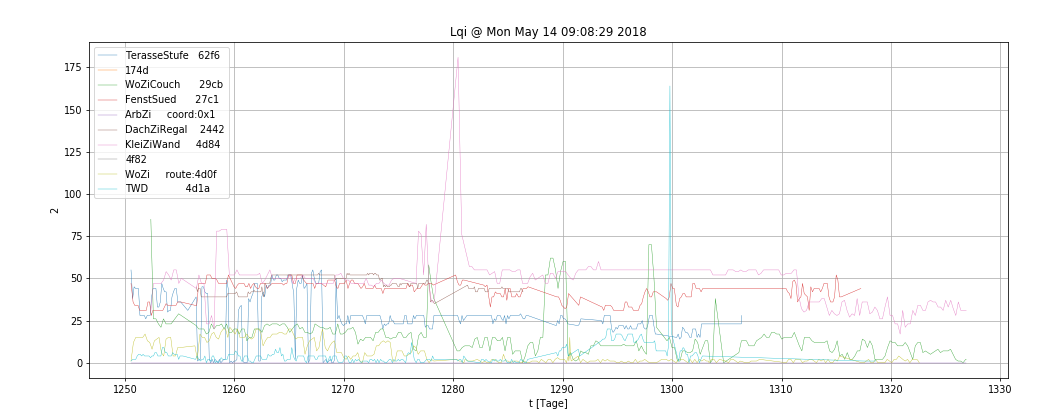 Lqi @ Mon May 14 09:08:29 2018
175
150
125
100
75
50
25
0
2
TerasseStufe 62f6
174d
WoZiCouch 29cb
FenstSued 27c1
ArbZi coord:0x1
DachZiRegal 2442
KleiZiWand 4d84
4f82
WoZi route:4d0f
TWD 4d1a
1250 1260 1270 1280 1290 1300 1310 1320 1330
t [Tage]